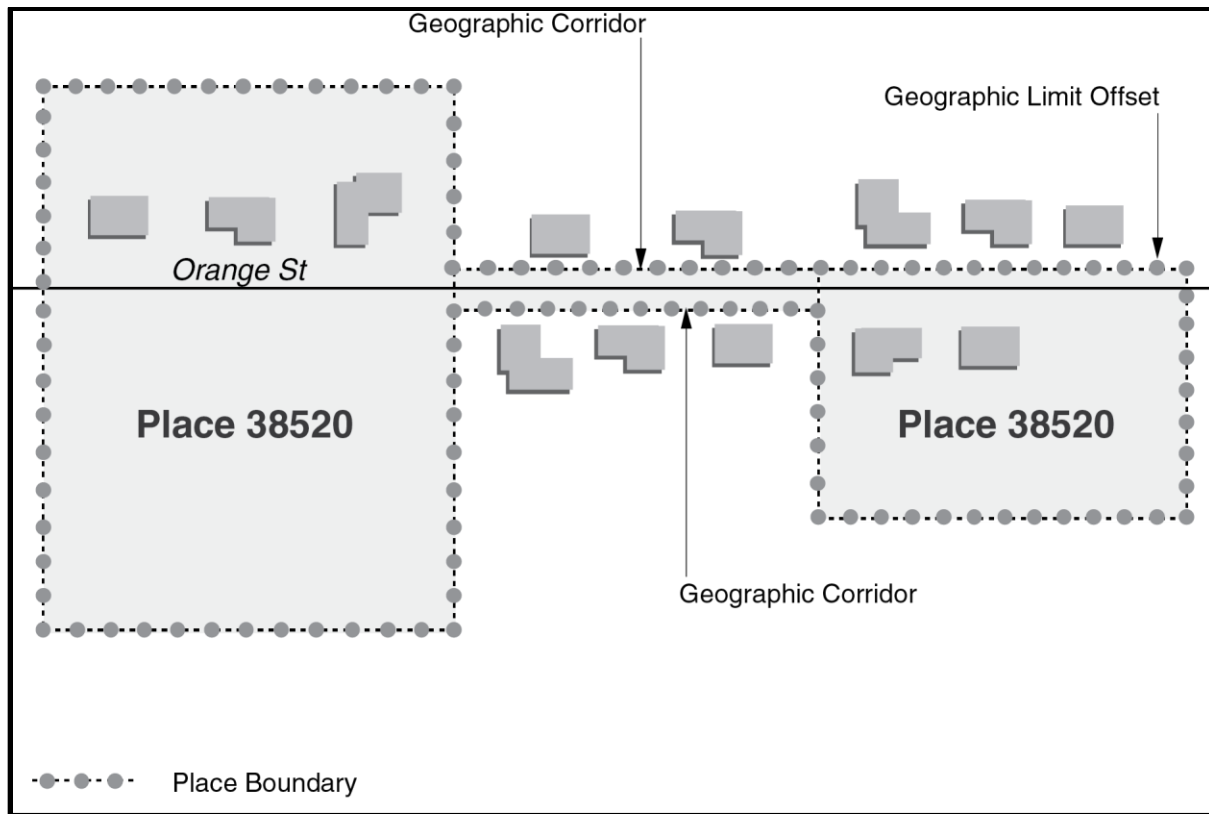 Geographic Corridor
Geographic Limit Offset
Orange St
Place 38520
Place 38520
Geographic Corridor
Place Boundary